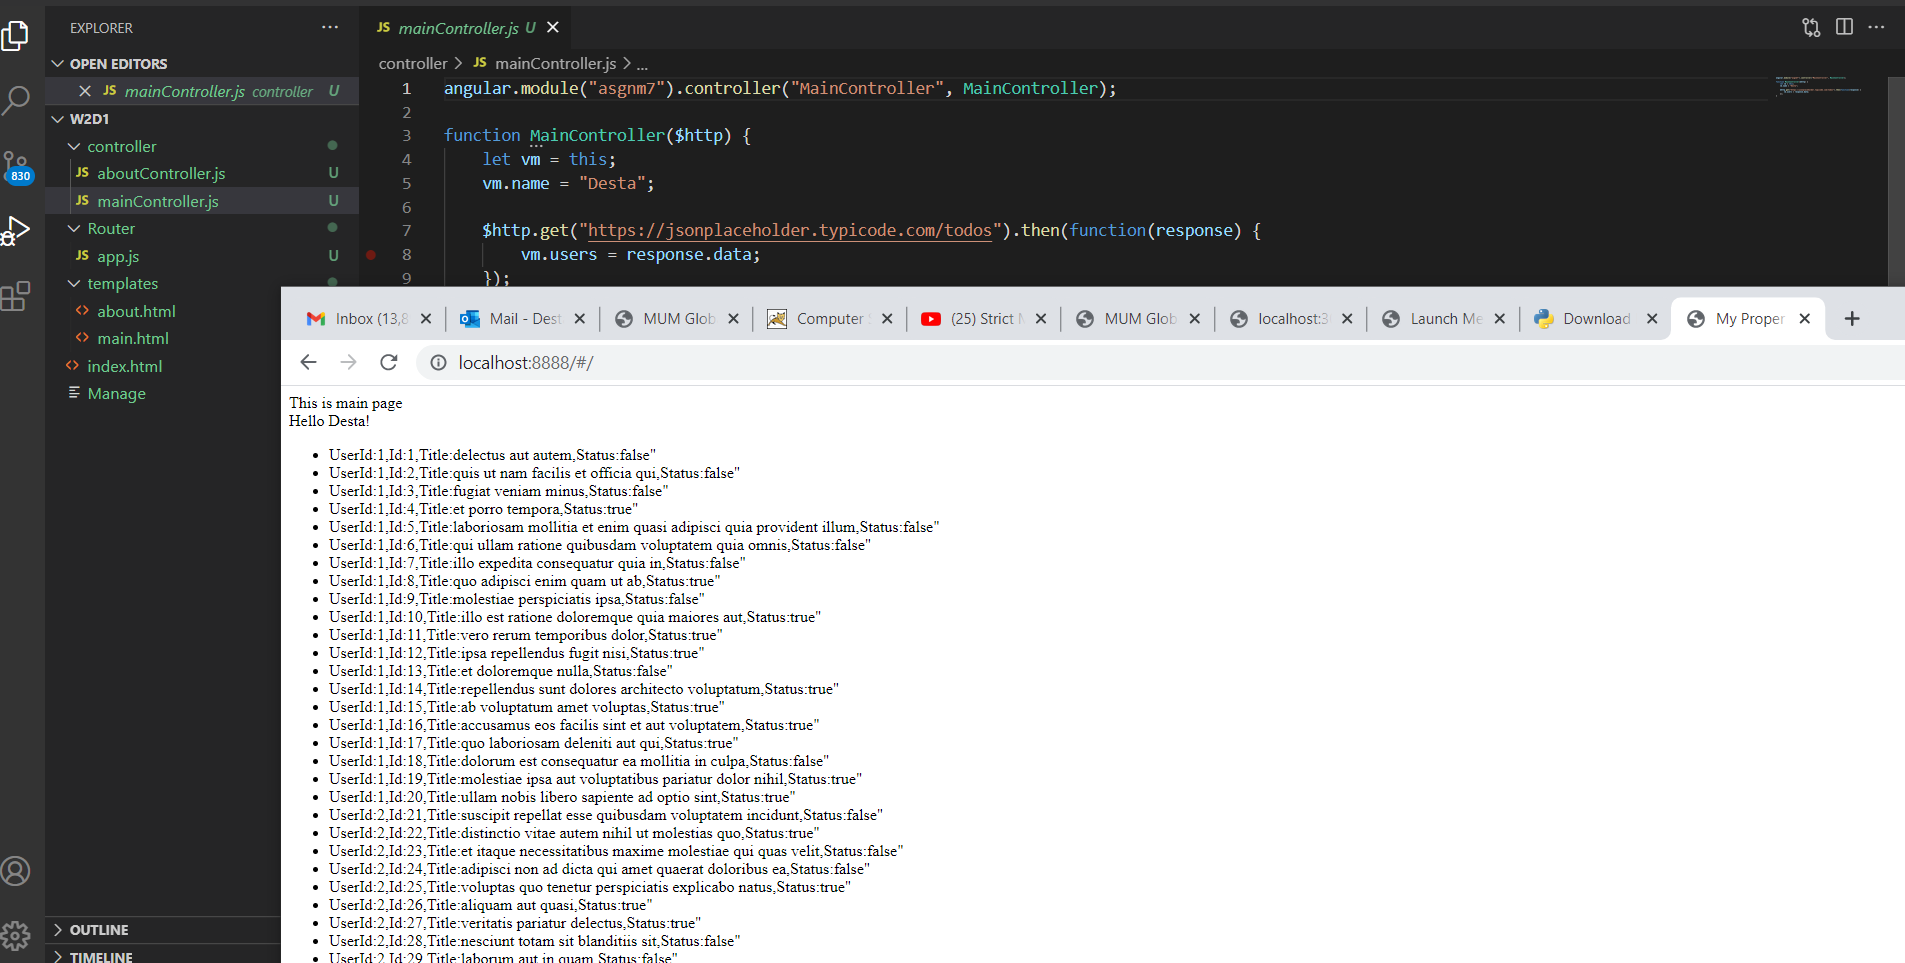 EXPLORER
OPEN EDITORS
JS mainController.js controller U
W2D1
controller
JS aboutController.js U
JS mainController.js U
Router
JS app.js U
templates
<> about.html
<> main.html
<> index.html
Manage
830
OUTLINE
TIMELINE
JS mainController.js U
controller > JS mainController.js > ...
1 angular.module("asgnm7").controller("MainController", MainController);
2
3 function MainController($http) {
4 let vm = this;
5 vm.name = "Desta";
6
7 $http.get("https://jsonplaceholder.typicode.com/todos").then(function(response) {
8 vm.users = response.data;
9 });
Inbox (13,8 Mail - Dest MUM Glob Computer (25) Strict MUM Glob localhost:3 Launch Me Download My Proper
localhost:8888/#/
This is main page
Hello Desta!
UserId:1,Id:1,Title:delectus aut autem,Status:false"
UserId:1,Id:2,Title:quis ut nam facilis et officia qui,Status:false"
UserId:1,Id:3,Title:fugiat veniam minus,Status:false"
UserId:1,Id:4,Title:et porro tempora,Status:true"
UserId:1,Id:5,Title:laboriosam mollitia et enim quasi adipisci quia provident illum,Status:false"
UserId:1,Id:6,Title:qui ullam ratione quibusdam voluptatem quia omnis,Status:false"
UserId:1,Id:7,Title:illo expedita consequatur quia in,Status:false"
UserId:1,Id:8,Title:quo adipisci enim quam ut ab,Status:true"
UserId:1,Id:9,Title:molestiae perspiciatis ipsa,Status:false"
UserId:1,Id:10,Title:illo est ratione doloremque quia maiores aut,Status:true"
UserId:1,Id:11,Title:vero rerum temporibus dolor,Status:true"
UserId:1,Id:12,Title:ipsa repellendus fugit nisi,Status:true"
UserId:1,Id:13,Title:et doloremque nulla,Status:false"
UserId:1,Id:14,Title:repellendus sunt dolores architecto voluptatum,Status:true"
UserId:1,Id:15,Title:ab voluptatum amet voluptas,Status:true"
UserId:1,Id:16,Title:accusamus eos facilis sint et aut voluptatem,Status:true"
UserId:1,Id:17,Title:quo laboriosam deleniti aut qui,Status:true"
UserId:1,Id:18,Title:dolorum est consequatur ea mollitia in culpa,Status:false"
UserId:1,Id:19,Title:molestiae ipsa aut voluptatibus pariatur dolor nihil,Status:true"
UserId:1,Id:20,Title:ullam nobis libero sapiente ad optio sint,Status:true"
UserId:2,Id:21,Title:suscipit repellat esse quibusdam voluptatem incidunt,Status:false"
UserId:2,Id:22,Title:distinctio vitae autem nihil ut molestias quo,Status:true"
UserId:2,Id:23,Title:et itaque necessitatibus maxime molestiae qui quas velit,Status:false"
UserId:2,Id:24,Title:adipisci non ad dicta qui amet quaerat doloribus ea,Status:false"
UserId:2,Id:25,Title:voluptas quo tenetur perspiciatis explicabo natus,Status:true"
UserId:2,Id:26,Title:aliquam aut quasi,Status:true"
UserId:2,Id:27,Title:veritatis pariatur delectus,Status:true"
UserId:2,Id:28,Title:nesciunt totam sit blanditiis sit,Status:false"
UserId:2,Id:29,Title:laborum aut in quam,Status:false"